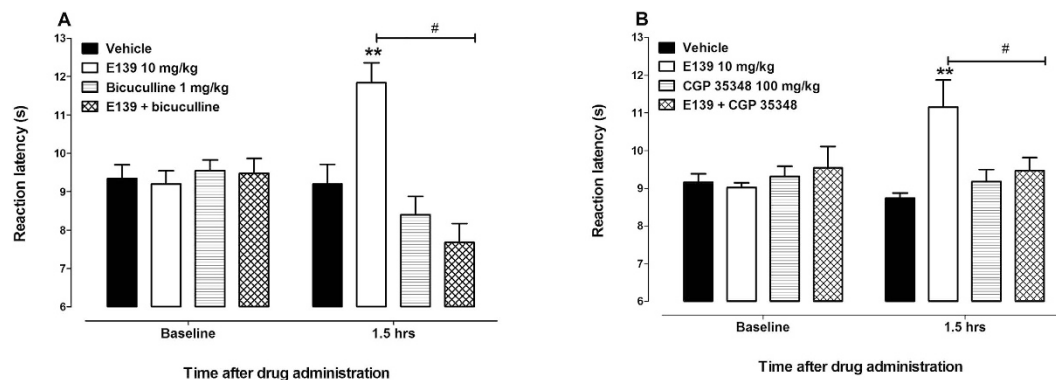 A
#
**
Vehicle
E139 10 mg/kg
Bicuculline 1 mg/kg
E139 + bicuculline
Reaction latency (s)
13
12
11
10
9
8
7
6
Baseline
1.5 hrs
Time after drug administration
B
#
**
Vehicle
E139 10 mg/kg
CGP 35348 100 mg/kg
E139 + CGP 35348
Reaction latency (s)
13
12
11
10
9
8
7
6
Baseline
1.5 hrs
Time after drug administration